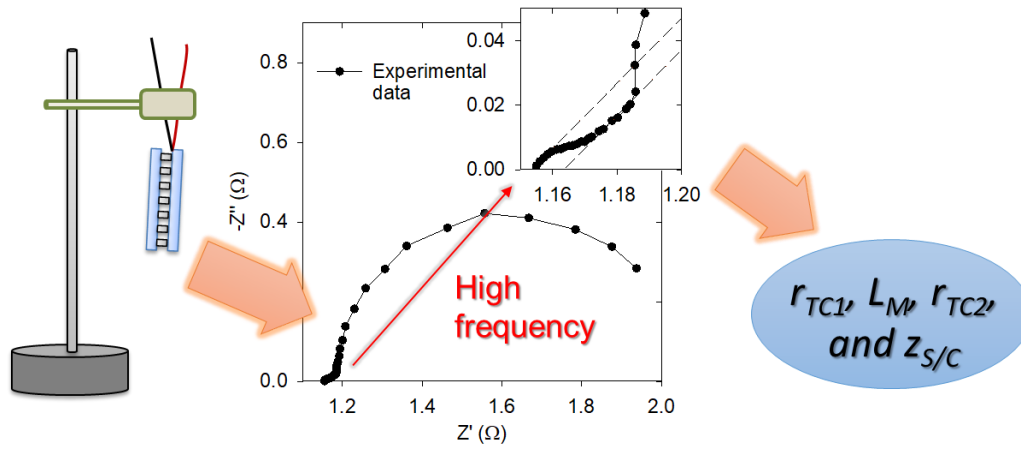 0.8
0.6
0.4
0.0
-Z'' (Ω)
Experimental
data
0.04
0.02
0.00
1.16
1.18
1.20
High
frequency
1.2
1.4
1.6
1.8
2.0
Z' (Ω)
r_TC1, L_M, r_TC2,
and z_S/C